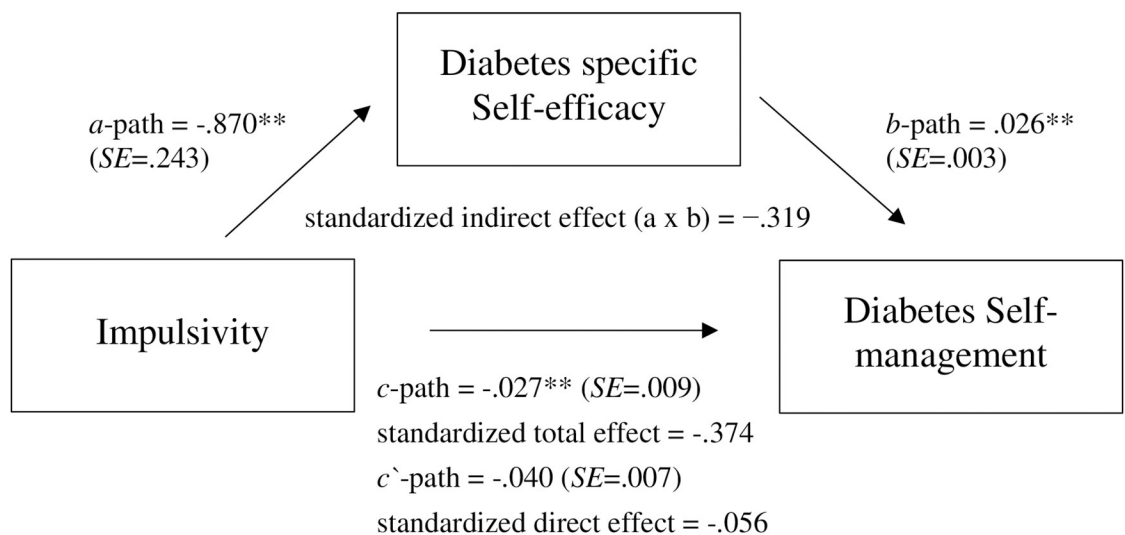 Diabetes specific
Self-efficacy
a-path = -.870**
(SE=.243)
b-path = .026**
(SE=.003)
standardized indirect effect (a x b) = −.319
Impulsivity
Diabetes Self-
management
c-path = -.027** (SE=.009)
standardized total effect = -.374
c`-path = -.040 (SE=.007)
standardized direct effect = -.056